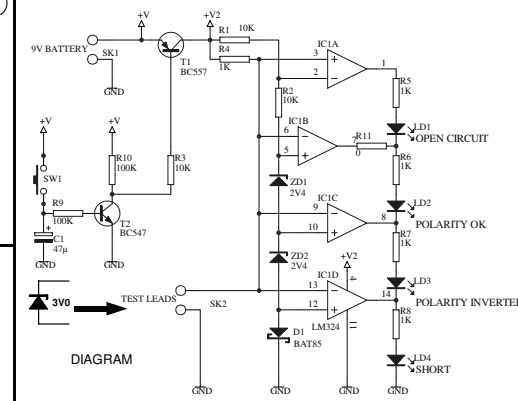 +V
+V2
R1 10K
9V BATTERY
SK1
R4
1K
IC1A
3
2
1
T1
BC557
GND
R5
1K
R2
10K
LD1
OPEN CIRCUIT
IC1B
6
5
7
R11
0
+V
+V
R10
100K
R3
10K
R6
1K
SW1
ZD1
2V4
R9
100K
T2
BC547
IC1C
9
10
8
LD2
POLARITY OK
R7
1K
C1
47µ
+
GND
GND
ZD2
2V4
+V2
IC1D
4
13
12
14
11
LM324
LD3
POLARITY INVERTE
3V0
TEST LEADS
SK2
R8
1K
D1
BAT85
DIAGRAM
LD4
SHORT
GND
GND
GND
GND